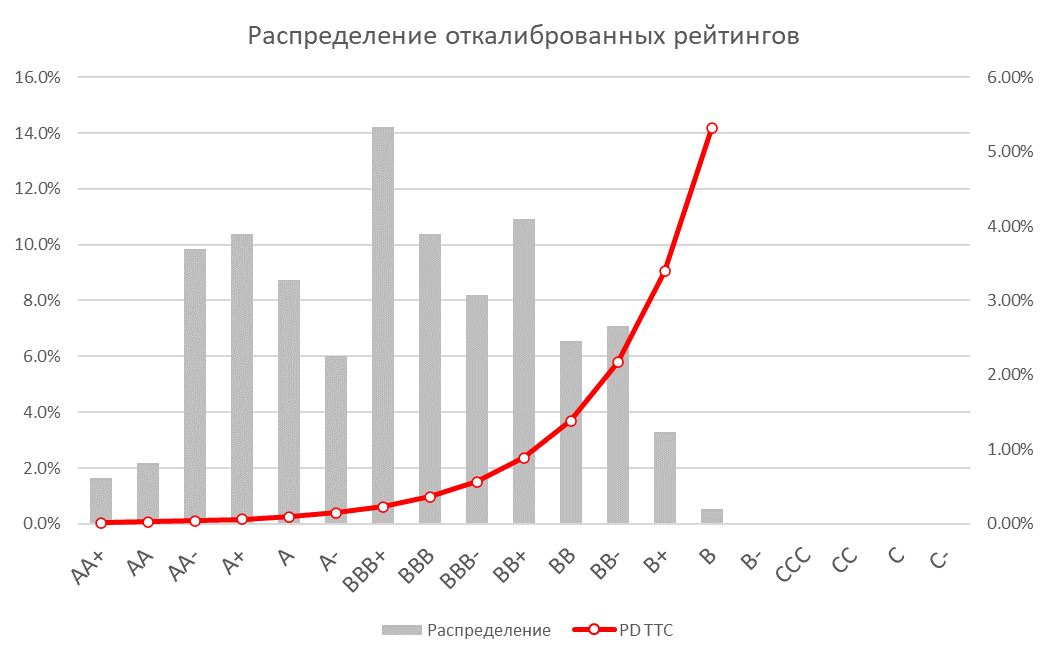 Распределение откалиброванных рейтингов
16.0%
14.0%
12.0%
10.0%
8.0%
6.0%
4.0%
2.0%
0.0%
6.00%
5.00%
4.00%
3.00%
2.00%
1.00%
0.00%
AA+
AA
AA-
A+
A
A-
BBB+
BBB
BBB-
BB+
BB
BB-
B+
B
B-
CCC
CC
C
C-
Распределение
PD TTC